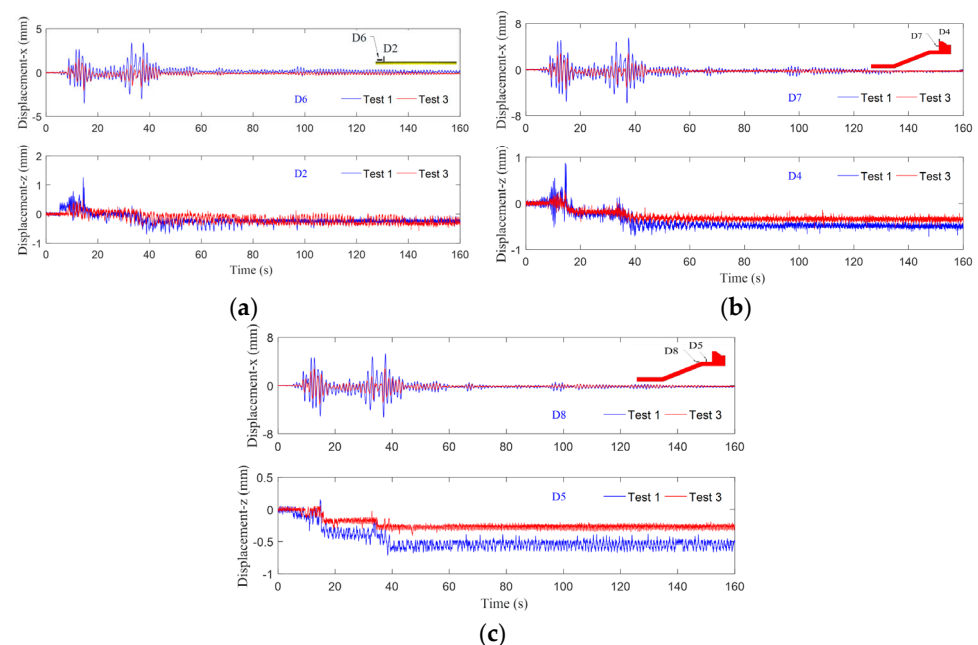 5
0
-5
Displacement-x (mm)
D6
D2
D6
Test 1
Test 3
0 20 40 60 80 100 120 140 160
2
1
0
-1
Displacement-z (mm)
D2
Test 1
Test 3
0 20 40 60 80 100 120 140 160
Time (s)
(a)
8
0
-8
Displacement-x (mm)
D7
D4
D7
Test 1
Test 3
0 20 40 60 80 100 120 140 160
1
0
-1
Displacement-z (mm)
D4
Test 1
Test 3
0 20 40 60 80 100 120 140 160
Time (s)
(b)
8
0
-8
Displacement-x (mm)
D5
D8
D8
Test 1
Test 3
0 20 40 60 80 100 120 140 160
0.5
0
-0.5
-1
Displacement-z (mm)
D5
Test 1
Test 3
0 20 40 60 80 100 120 140 160
Time (s)
(c)